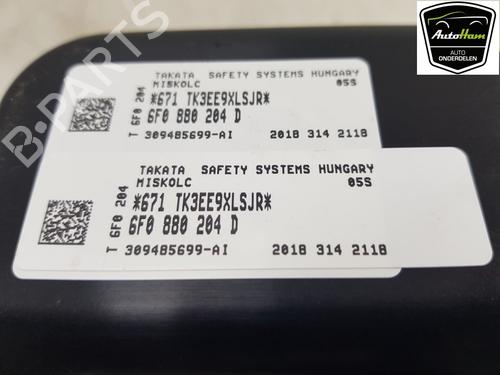 AutoHam
AUTO
ONDERDELEN
B-PARTS
TAKATA SAFETY SYSTEMS HUNGARY
MISKOLC 05S
*671 TK3EE9XLSJR*
6F0 880 204 D
T 6F0 204
309485699-AI 2018 314 2118
TAKATA SAFETY SYSTEMS HUNGARY
MISKOLC 05S
*671 TK3EE9XLSJR*
6F0 880 204 D
T 6F0 204
309485699-AI 2018 314 2118